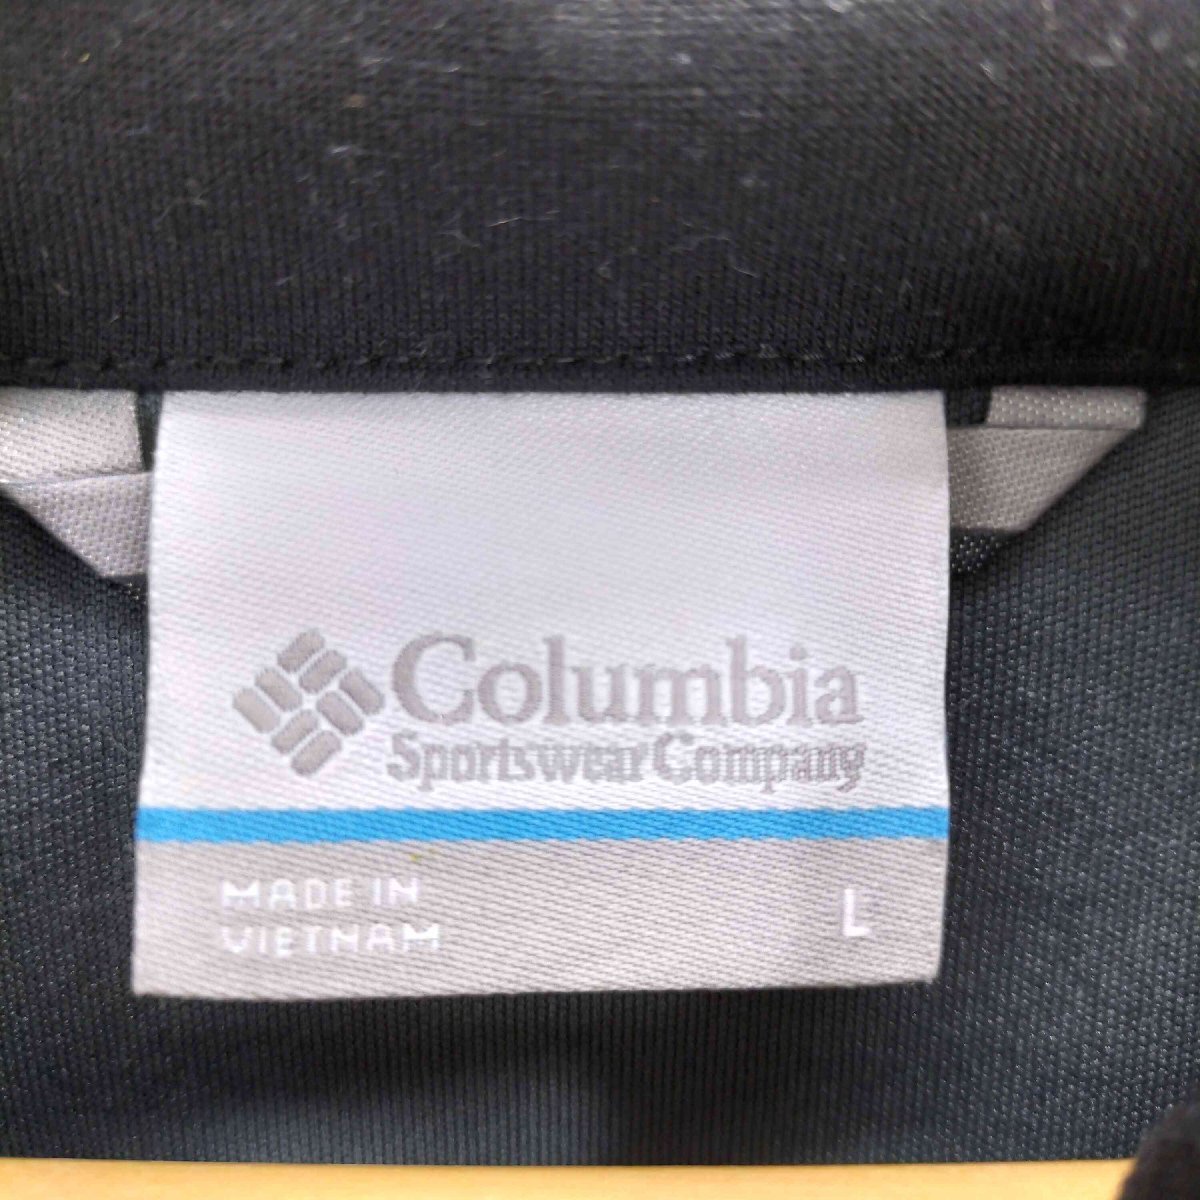 Columbia
Sportswear Company
MADE IN
VIETNAM
L